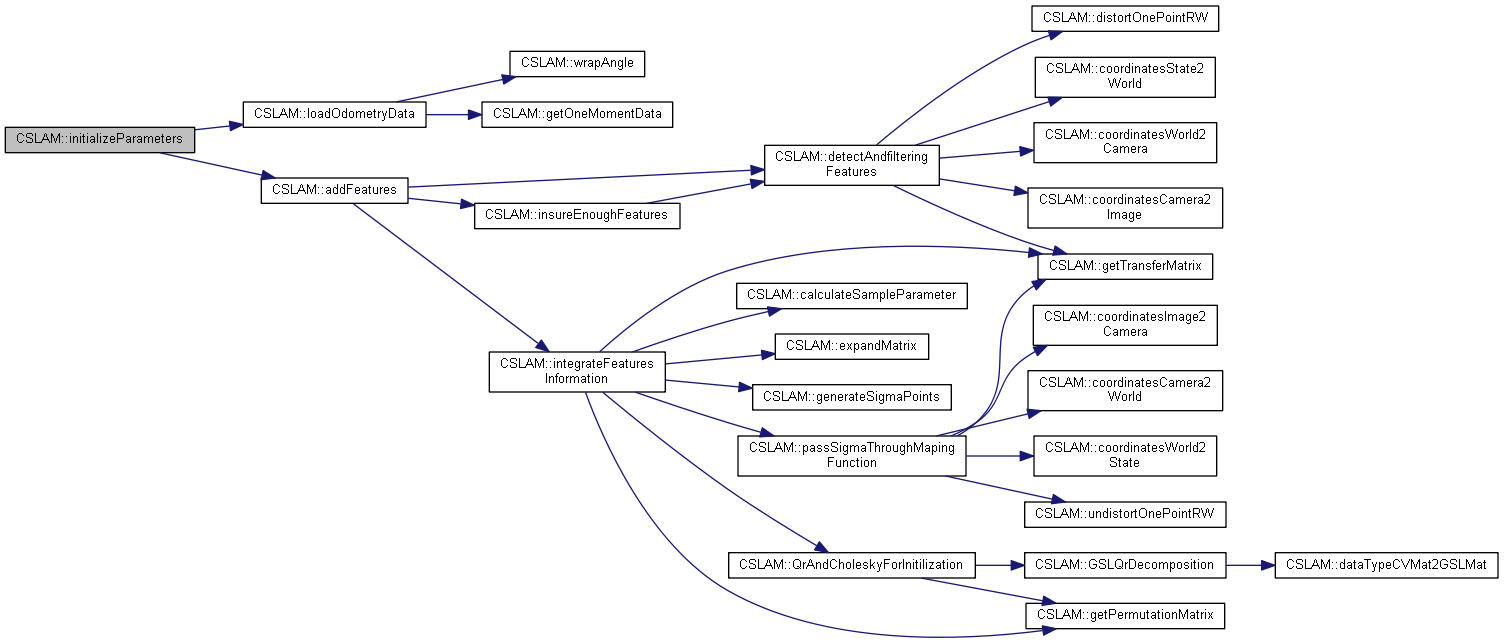 CSLAM::initializeParameters
CSLAM::loadOdometryData
CSLAM::wrapAngle
CSLAM::getOneMomentData
CSLAM::addFeatures
CSLAM::insureEnoughFeatures
CSLAM::detectAndfiltering
Features
CSLAM::distortOnePointRW
CSLAM::coordinatesState2
World
CSLAM::coordinatesWorld2
Camera
CSLAM::coordinatesCamera2
Image
CSLAM::getTransferMatrix
CSLAM::integrateFeatures
Information
CSLAM::calculateSampleParameter
CSLAM::expandMatrix
CSLAM::generateSigmaPoints
CSLAM::passSigmaThroughMaping
Function
CSLAM::coordinatesImage2
Camera
CSLAM::coordinatesCamera2
World
CSLAM::coordinatesWorld2
State
CSLAM::undistortOnePointRW
CSLAM::QrAndCholeskyForInitilization
CSLAM::GSLQrDecomposition
CSLAM::dataTypeCVMat2GSLMat
CSLAM::getPermutationMatrix